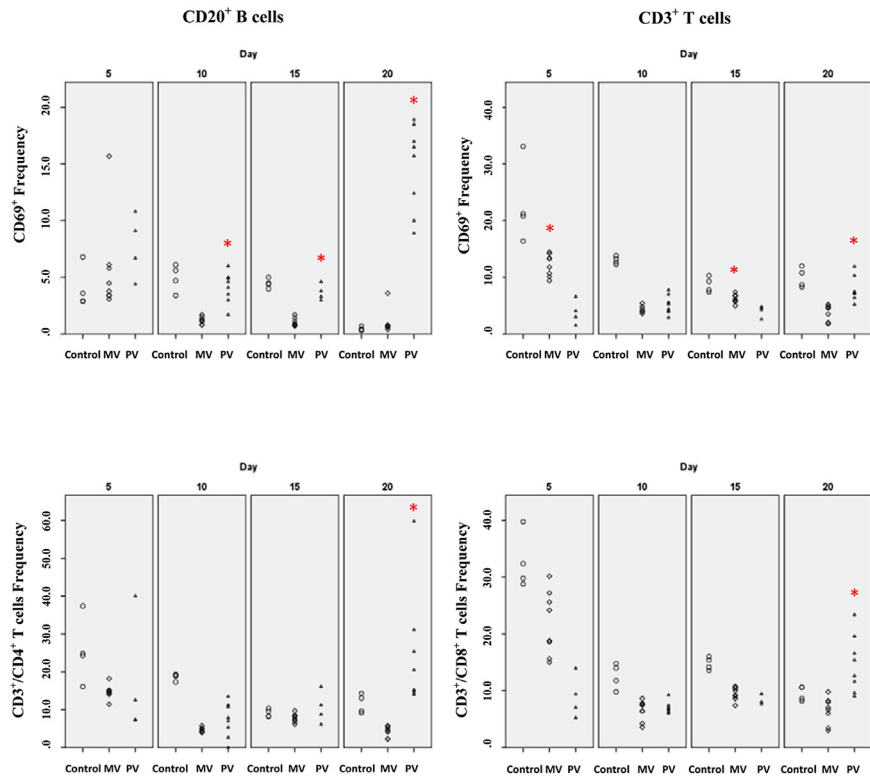 CD20+ B cells
Day
5 10 15 20
CD69+ Frequency
20.0
15.0
10.0
5.0
.0
Control MV PV Control MV PV Control MV PV Control MV PV
CD3+ T cells
Day
5 10 15 20
CD69+ Frequency
40.0
30.0
20.0
10.0
.0
Control MV PV Control MV PV Control MV PV Control MV PV
Day
5 10 15 20
CD3+/CD4+ T cells Frequency
60.0
50.0
40.0
30.0
20.0
10.0
.0
Control MV PV Control MV PV Control MV PV Control MV PV
Day
5 10 15 20
CD3+/CD8+ T cells Frequency
40.0
30.0
20.0
10.0
.0
Control MV PV Control MV PV Control MV PV Control MV PV